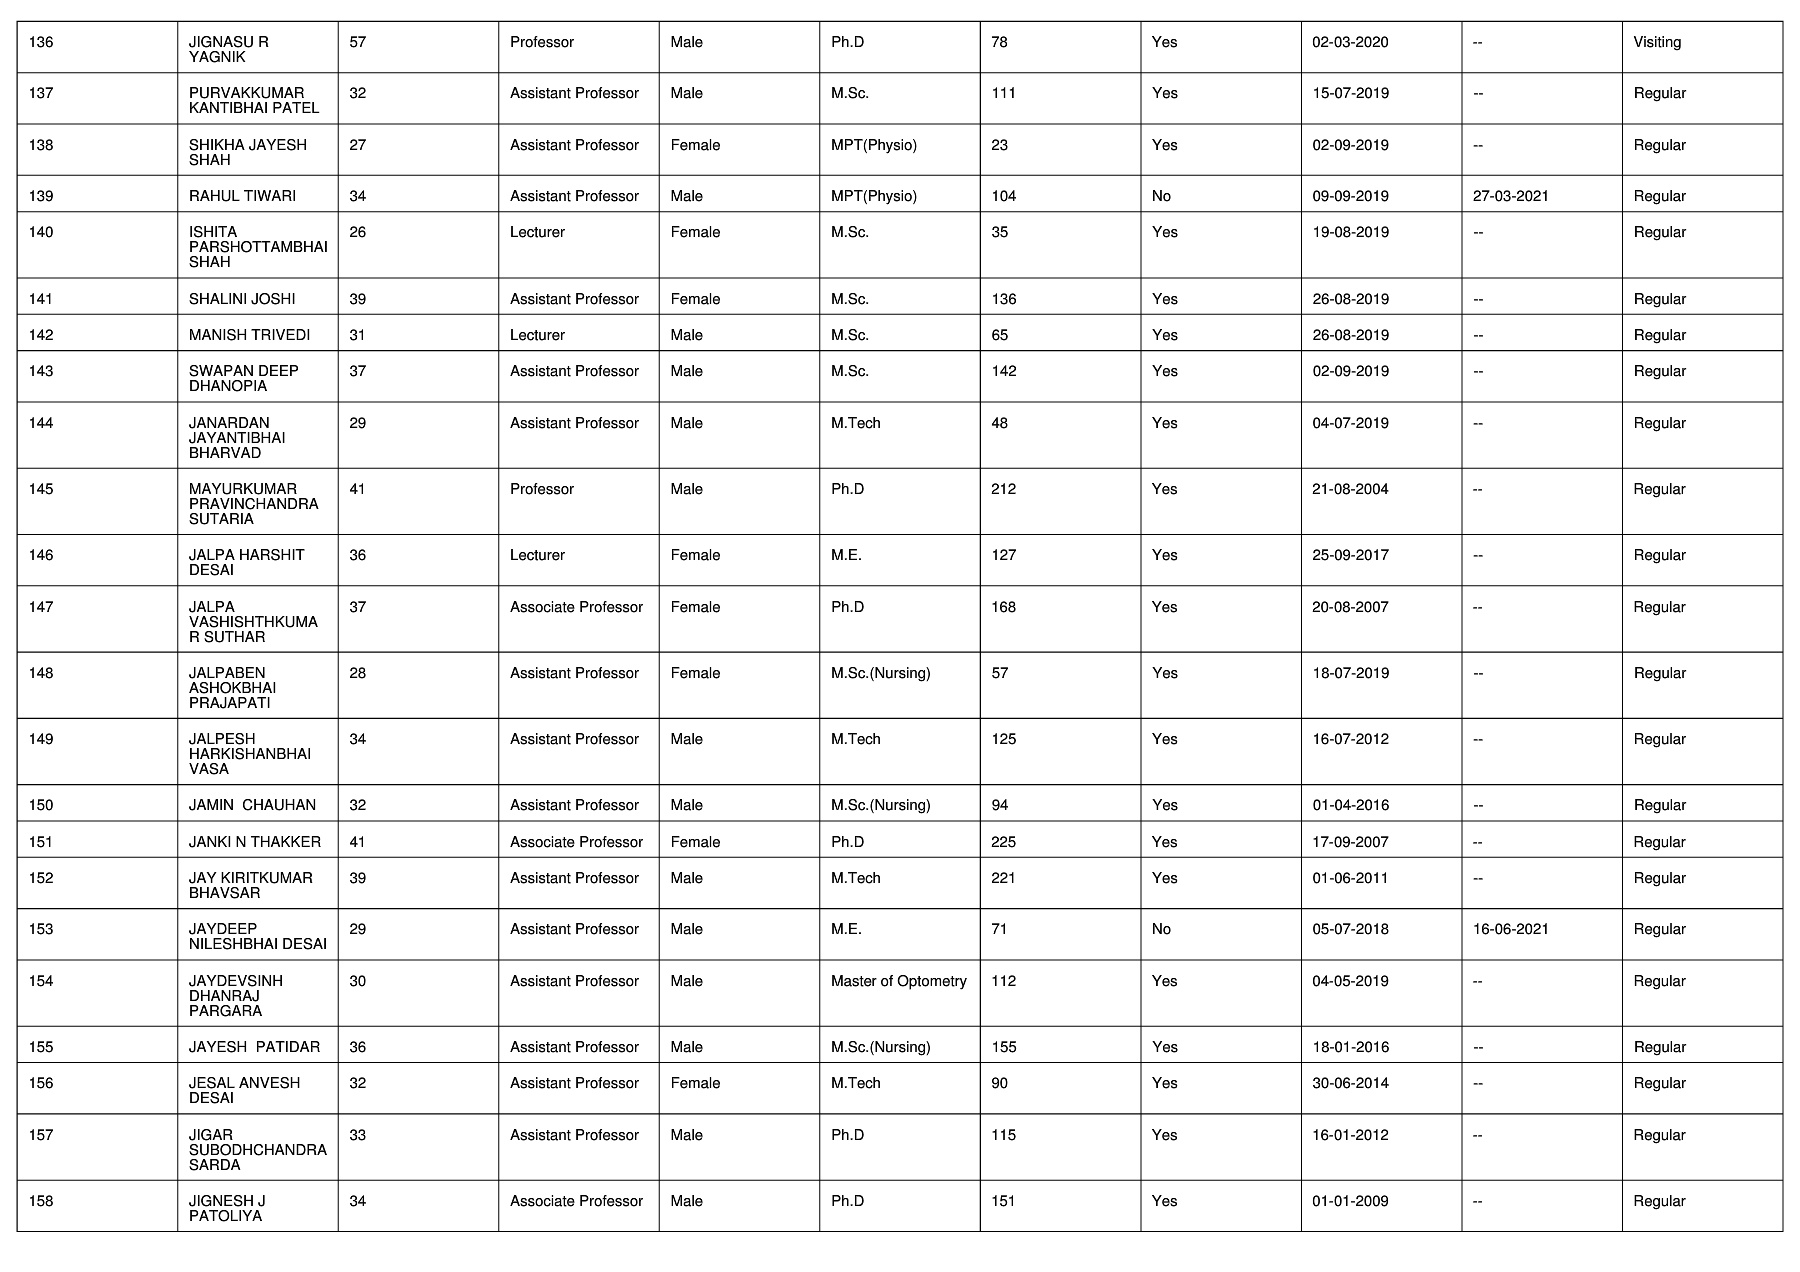 136 JIGNASU R 57 Professor Male Ph.D 78 Yes 02-03-2020 -- Visiting
YAGNIK
137 PURVAKKUMAR 32 Assistant Professor Male M.Sc. 111 Yes 15-07-2019 -- Regular
KANTIBHAI PATEL
138 SHIKHA JAYESH 27 Assistant Professor Female MPT(Physio) 23 Yes 02-09-2019 -- Regular
SHAH
139 RAHUL TIWARI 34 Assistant Professor Male MPT(Physio) 104 No 09-09-2019 27-03-2021 Regular
140 ISHITA 26 Lecturer Female M.Sc. 35 Yes 19-08-2019 -- Regular
PARSHOTTAMBHAI
SHAH
141 SHALINI JOSHI 39 Assistant Professor Female M.Sc. 136 Yes 26-08-2019 -- Regular
142 MANISH TRIVEDI 31 Lecturer Male M.Sc. 65 Yes 26-08-2019 -- Regular
143 SWAPAN DEEP 37 Assistant Professor Male M.Sc. 142 Yes 02-09-2019 -- Regular
DHANOPIA
144 JANARDAN 29 Assistant Professor Male M.Tech 48 Yes 04-07-2019 -- Regular
JAYANTIBHAI
BHARVAD
145 MAYURKUMAR 41 Professor Male Ph.D 212 Yes 21-08-2004 -- Regular
PRAVINCHANDRA
SUTARIA
146 JALPA HARSHIT 36 Lecturer Female M.E. 127 Yes 25-09-2017 -- Regular
DESAI
147 JALPA 37 Associate Professor Female Ph.D 168 Yes 20-08-2007 -- Regular
VASHISHTHKUMA
R SUTHAR
148 JALPABEN 28 Assistant Professor Female M.Sc.(Nursing) 57 Yes 18-07-2019 -- Regular
ASHOKBHAI
PRAJAPATI
149 JALPESH 34 Assistant Professor Male M.Tech 125 Yes 16-07-2012 -- Regular
HARKISHANBHAI
VASA
150 JAMIN CHAUHAN 32 Assistant Professor Male M.Sc.(Nursing) 94 Yes 01-04-2016 -- Regular
151 JANKI N THAKKER 41 Associate Professor Female Ph.D 225 Yes 17-09-2007 -- Regular
152 JAY KIRITKUMAR 39 Assistant Professor Male M.Tech 221 Yes 01-06-2011 -- Regular
BHAVSAR
153 JAYDEEP 29 Assistant Professor Male M.E. 71 No 05-07-2018 16-06-2021 Regular
NILESHBHAI DESAI
154 JAYDEVSINH 30 Assistant Professor Male Master of Optometry 112 Yes 04-05-2019 -- Regular
DHANRAJ
PARGARA
155 JAYESH PATIDAR 36 Assistant Professor Male M.Sc.(Nursing) 155 Yes 18-01-2016 -- Regular
156 JESAL ANVESH 32 Assistant Professor Female M.Tech 90 Yes 30-06-2014 -- Regular
DESAI
157 JIGAR 33 Assistant Professor Male Ph.D 115 Yes 16-01-2012 -- Regular
SUBODHCHANDRA
SARDA
158 JIGNESH J 34 Associate Professor Male Ph.D 151 Yes 01-01-2009 -- Regular
PATOLIYA